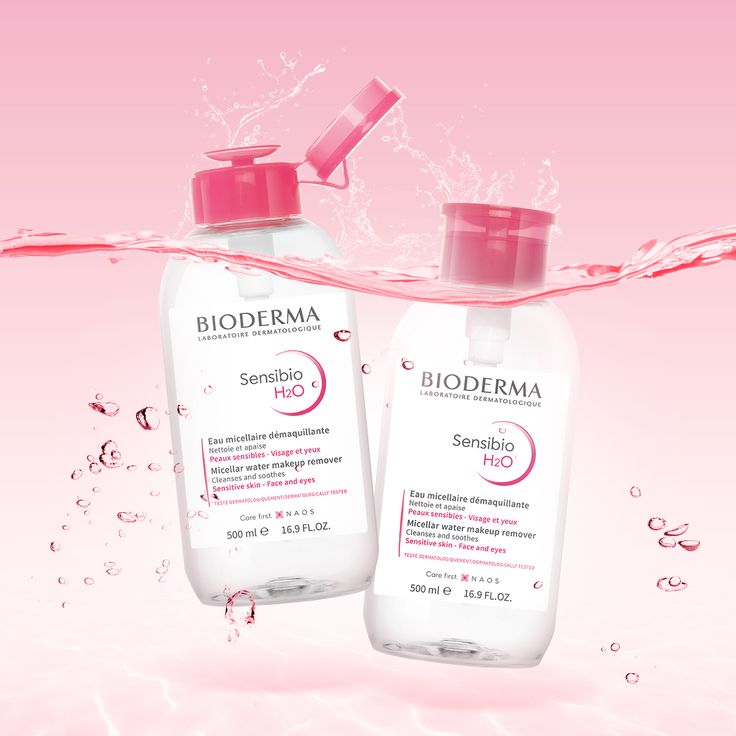 BIODERMA
LABORATOIRE DERMATOLOGIQUE
Sensibio
H2O
Eau micellaire démaquillante
Nettoie et apaise
Peaux sensibles - Visage et yeux
Micellar water makeup remover
Cleanses and soothes
Sensitive skin - Face and eyes
TESTÉ DERMATOLOGIQUEMENT/DERMATOLOGICALLY TESTED
Care first NAOS
500 ml e 16.9 FL.OZ.
BIODERMA
LABORATOIRE DERMATOLOGIQUE
Sensibio
H2O
Eau micellaire démaquillante
Nettoie et apaise
Peaux sensibles - Visage et yeux
Micellar water makeup remover
Cleanses and soothes
Sensitive skin - Face and eyes
TESTÉ DERMATOLOGIQUEMENT/DERMATOLOGICALLY TESTED
Care first NAOS
500 ml e 16.9 FL.OZ.